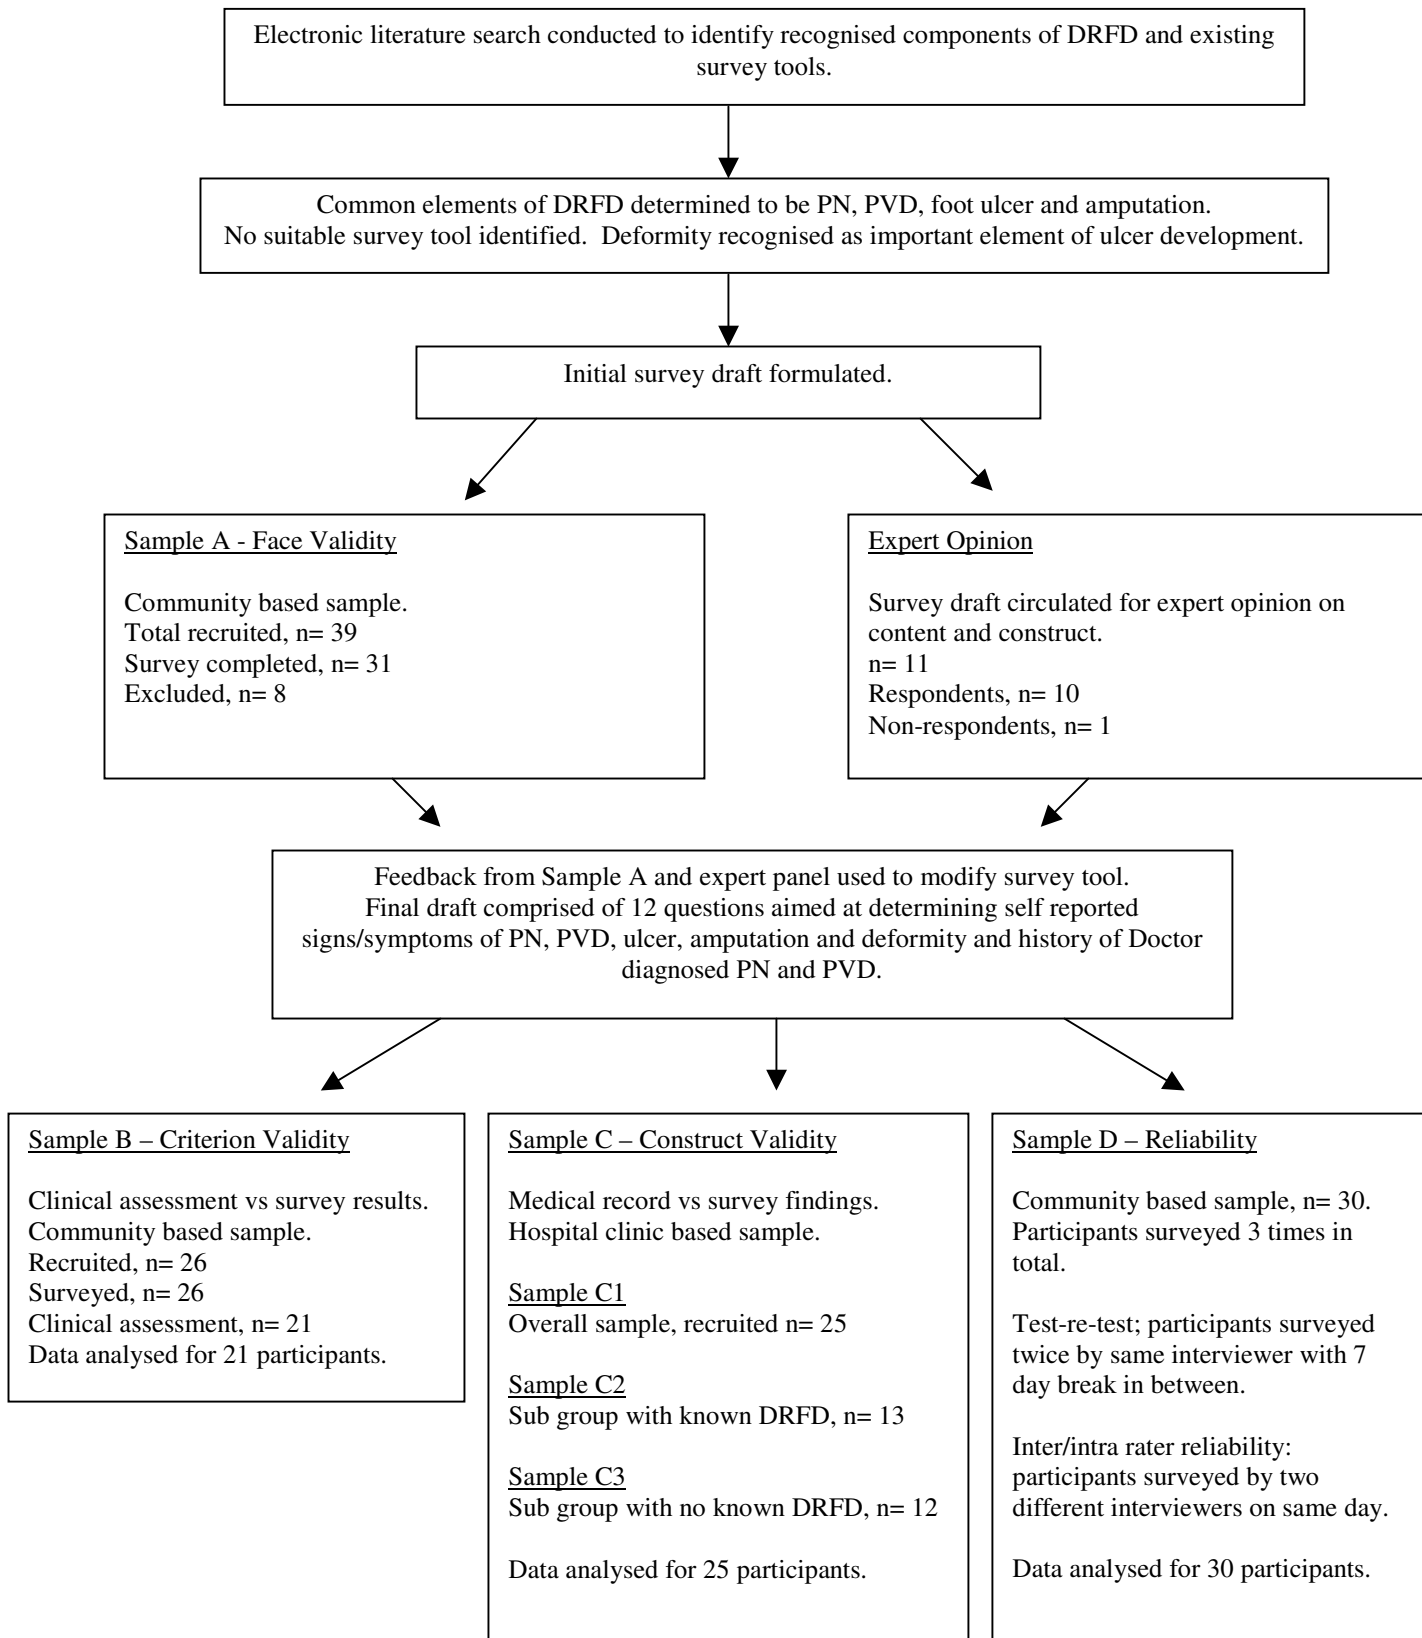 Electronic literature search conducted to identify recognised components of DRFD and existing
survey tools.
Common elements of DRFD determined to be PN, PVD, foot ulcer and amputation.
No suitable survey tool identified.  Deformity recognised as important element of ulcer development.
Initial survey draft formulated.
Sample A - Face Validity
Community based sample.
Total recruited, n= 39
Survey completed, n= 31
Excluded, n= 8
Expert Opinion
Survey draft circulated for expert opinion on
content and construct.
n= 11
Respondents, n= 10
Non-respondents, n= 1
Feedback from Sample A and expert panel used to modify survey tool.
Final draft comprised of 12 questions aimed at determining self reported
signs/symptoms of PN, PVD, ulcer, amputation and deformity and history of Doctor
diagnosed PN and PVD.
Sample B – Criterion Validity
Clinical assessment vs survey results.
Community based sample.
Recruited, n= 26
Surveyed, n= 26
Clinical assessment, n= 21
Data analysed for 21 participants.
Sample C – Construct Validity
Medical record vs survey findings.
Hospital clinic based sample.
Sample C1
Overall sample, recruited n= 25
Sample C2
Sub group with known DRFD, n= 13
Sample C3
Sub group with no known DRFD, n= 12
Data analysed for 25 participants.
Sample D – Reliability
Community based sample, n= 30.
Participants surveyed 3 times in
total.
Test-re-test; participants surveyed
twice by same interviewer with 7
day break in between.
Inter/intra rater reliability:
participants surveyed by two
different interviewers on same day.
Data analysed for 30 participants.